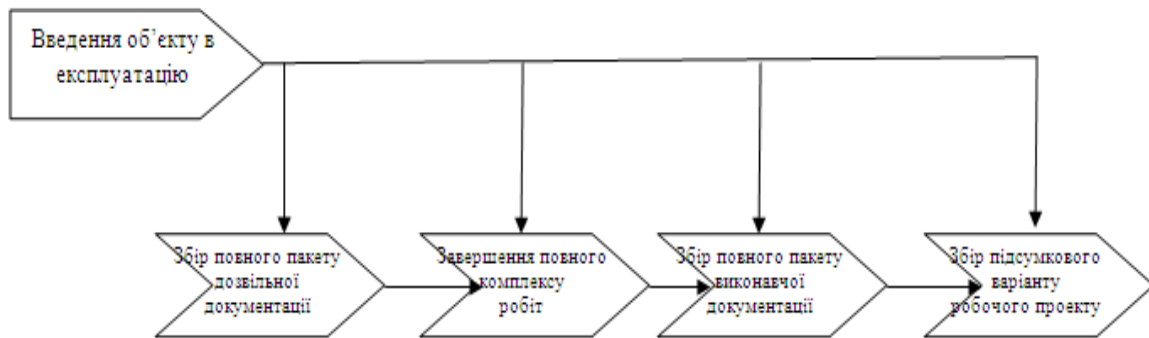 Введення об’єкту в
експлуатацію
Збір повного пакету
дозвільної
документації
Завершення повного
комплексу
робіт
Збір повного пакету
виконавчої
документації
Збір підсумкового
варіанту
робочого проекту